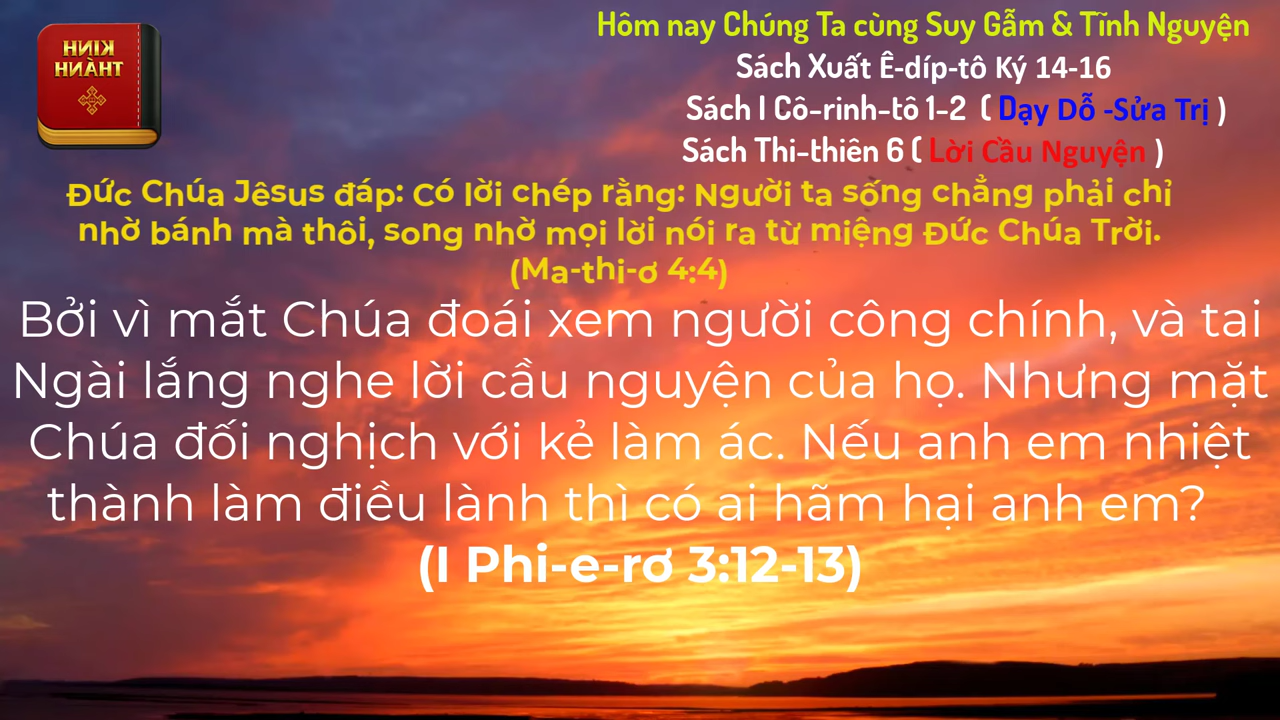 KINH
THÀNH
Hôm nay Chúng Ta cùng Suy Gẫm & Tĩnh Nguyện
Sách Xuất Ê-díp-tô Ký 14-16
Sách I Cô-rinh-tô 1-2 ( Dạy Dỗ -Sửa Trị )
Sách Thi-thiên 6 ( Lời Cầu Nguyện )
Đức Chúa Jêsus đáp: Có lời chép rằng: Người ta sống chẳng phải chỉ
nhờ bánh mà thôi, song nhờ mọi lời nói ra từ miệng Đức Chúa Trời.
(Ma-thi-ơ 4:4)
Bởi vì mắt Chúa đoái xem người công chính, và tai
Ngài lắng nghe lời cầu nguyện của họ. Nhưng mặt
Chúa đối nghịch với kẻ làm ác. Nếu anh em nhiệt
thành làm điều lành thì có ai hãm hại anh em?
(I Phi-e-rơ 3:12-13)